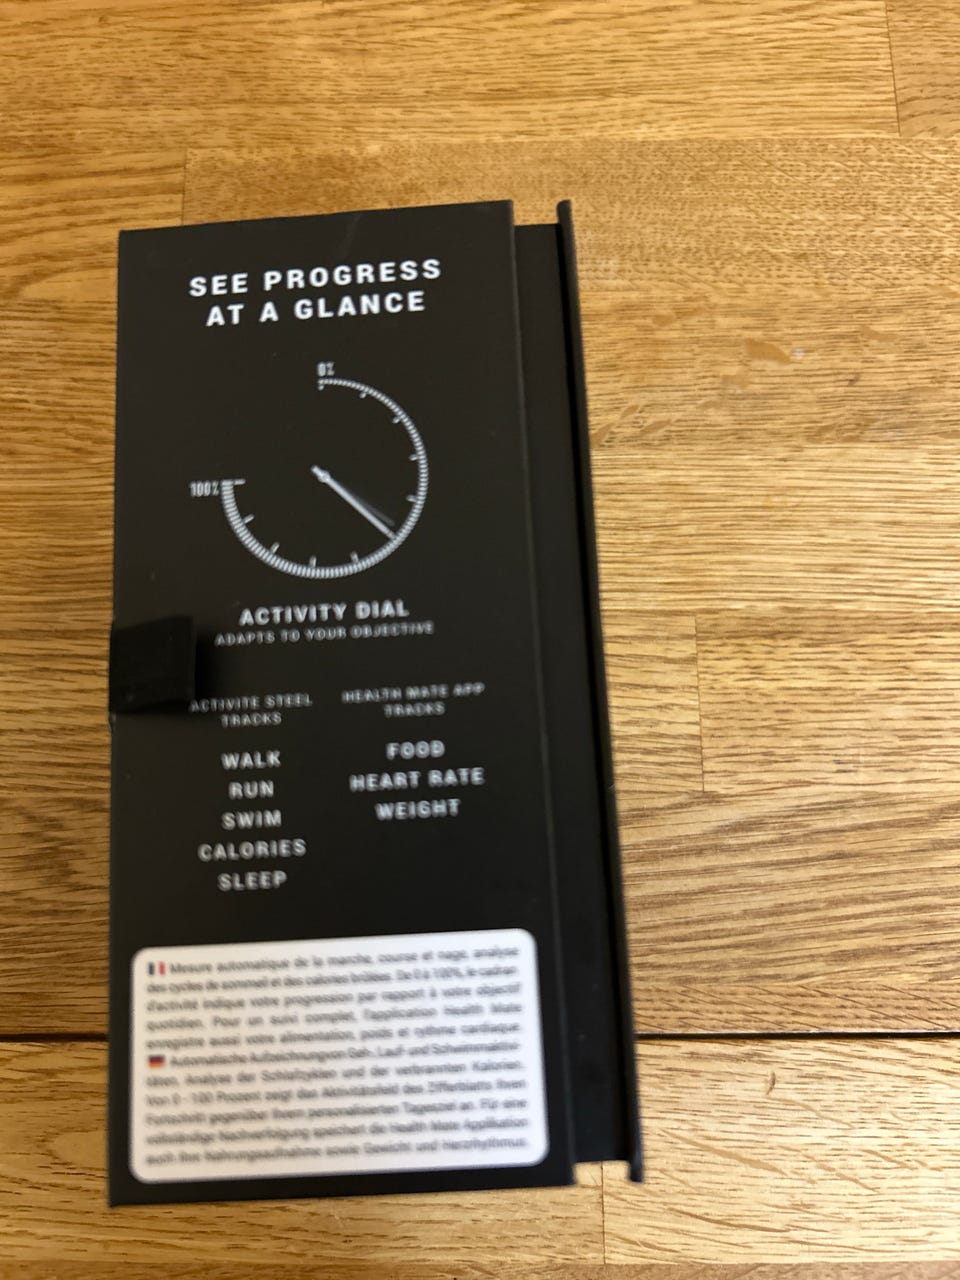 SEE PROGRESS
AT A GLANCE
0%
100%
ACTIVITY DIAL
ADAPTS TO YOUR OBJECTIVE
ACTIVITE STEEL
TRACKS
WALK
RUN
SWIM
CALORIES
SLEEP
HEALTH MATE APP
TRACKS
FOOD
HEART RATE
WEIGHT
Mesure automatique de la marche, course et nage, analyse
des cycles de sommeil et des calories brûlées. De 0 à 100%, le cadran
d'activité indique votre progression par rapport à votre objectif
quotidien. Pour un suivi complet, l'application Health Mate
enregistre aussi votre alimentation, poids et rythme cardiaque.
Automatische Aufzeichnung von Geh-, Lauf- und Schwimmaktivi-
täten, Analyse der Schlafzyklen und der verbrannten Kalorien.
Von 0 - 100 Prozent zeigt das Aktivitätsfeld des Zifferblatts Ihren
Fortschritt gegenüber Ihrem personalisierten Tagesziel an. Für eine
vollständige Nachverfolgung speichert die Health Mate Applikation
auch Ihre Nahrungsaufnahme sowie Gewicht und Herzrhythmus.